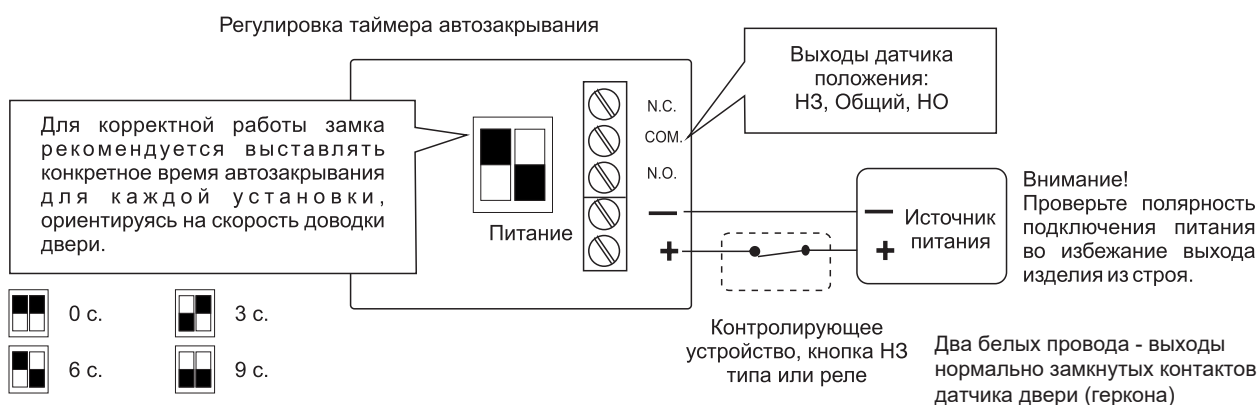 Регулировка таймера автозакрывания
Для корректной работы замка
рекомендуется выставлять
конкретное время автозакрывания
для каждой установки,
ориентируясь на скорость доводки
двери.
0 с.
3 с.
6 с.
9 с.
Питание
N.C.
COM.
N.O.
−
+
Выходы датчика
положения:
НЗ, Общий, НО
−
+
Источник
питания
Внимание!
Проверьте полярность
подключения питания
во избежание выхода
изделия из строя.
Контролирующее
устройство, кнопка НЗ
типа или реле
Два белых провода - выходы
нормально замкнутых контактов
датчика двери (геркона)